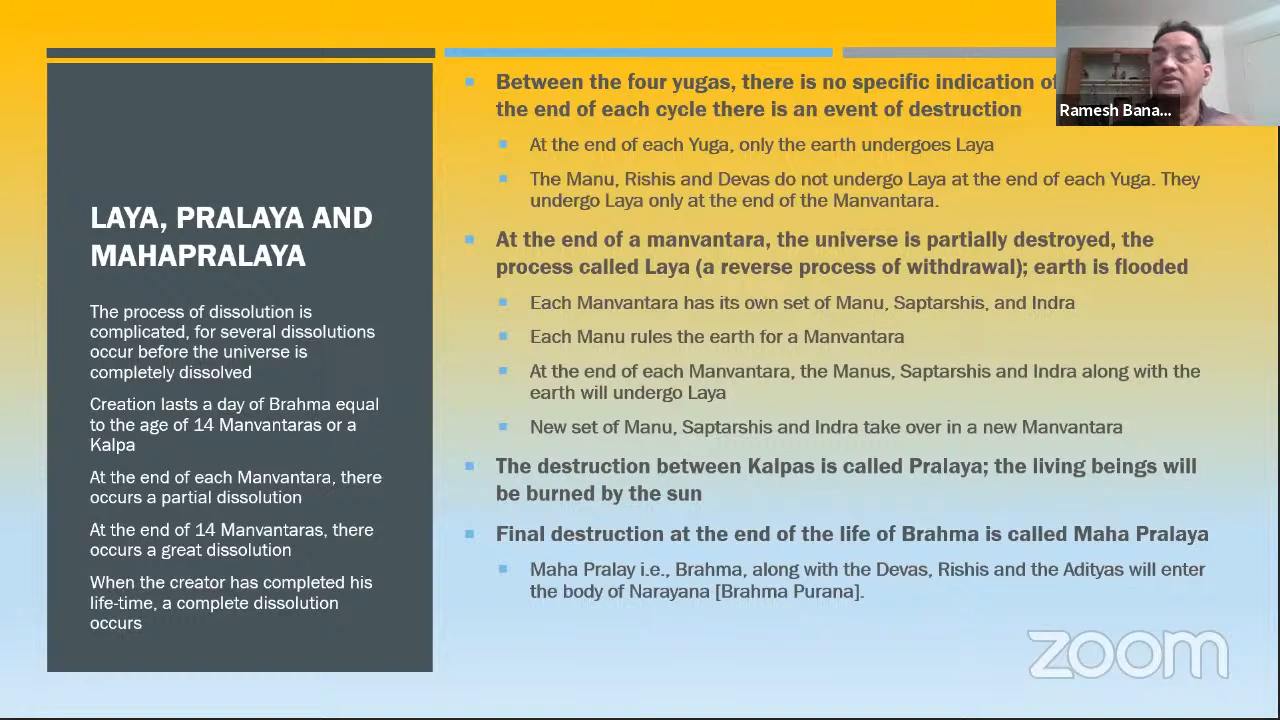 LAYA, PRALAYA AND
MAHAPRALAYA
The process of dissolution is
complicated, for several dissolutions
occur before the universe is
completely dissolved
Creation lasts a day of Brahma equal
to the age of 14 Manvantaras or a
Kalpa
At the end of each Manvantara, there
occurs a partial dissolution
At the end of 14 Manvantaras, there
occurs a great dissolution
When the creator has completed his
life-time, a complete dissolution
occurs
Between the four yugas, there is no specific indication of
the end of each cycle there is an event of destruction
At the end of each Yuga, only the earth undergoes Laya
The Manu, Rishis and Devas do not undergo Laya at the end of each Yuga. They
undergo Laya only at the end of the Manvantara.
At the end of a manvantara, the universe is partially destroyed, the
process called Laya (a reverse process of withdrawal); earth is flooded
Each Manvantara has its own set of Manu, Saptarshis, and Indra
Each Manu rules the earth for a Manvantara
At the end of each Manvantara, the Manus, Saptarshis and Indra along with the
earth will undergo Laya
New set of Manu, Saptarshis and Indra take over in a new Manvantara
The destruction between Kalpas is called Pralaya; the living beings will
be burned by the sun
Final destruction at the end of the life of Brahma is called Maha Pralaya
Maha Pralay i.e., Brahma, along with the Devas, Rishis and the Adityas will enter
the body of Narayana [Brahma Purana].
Ramesh Bana...
zoom